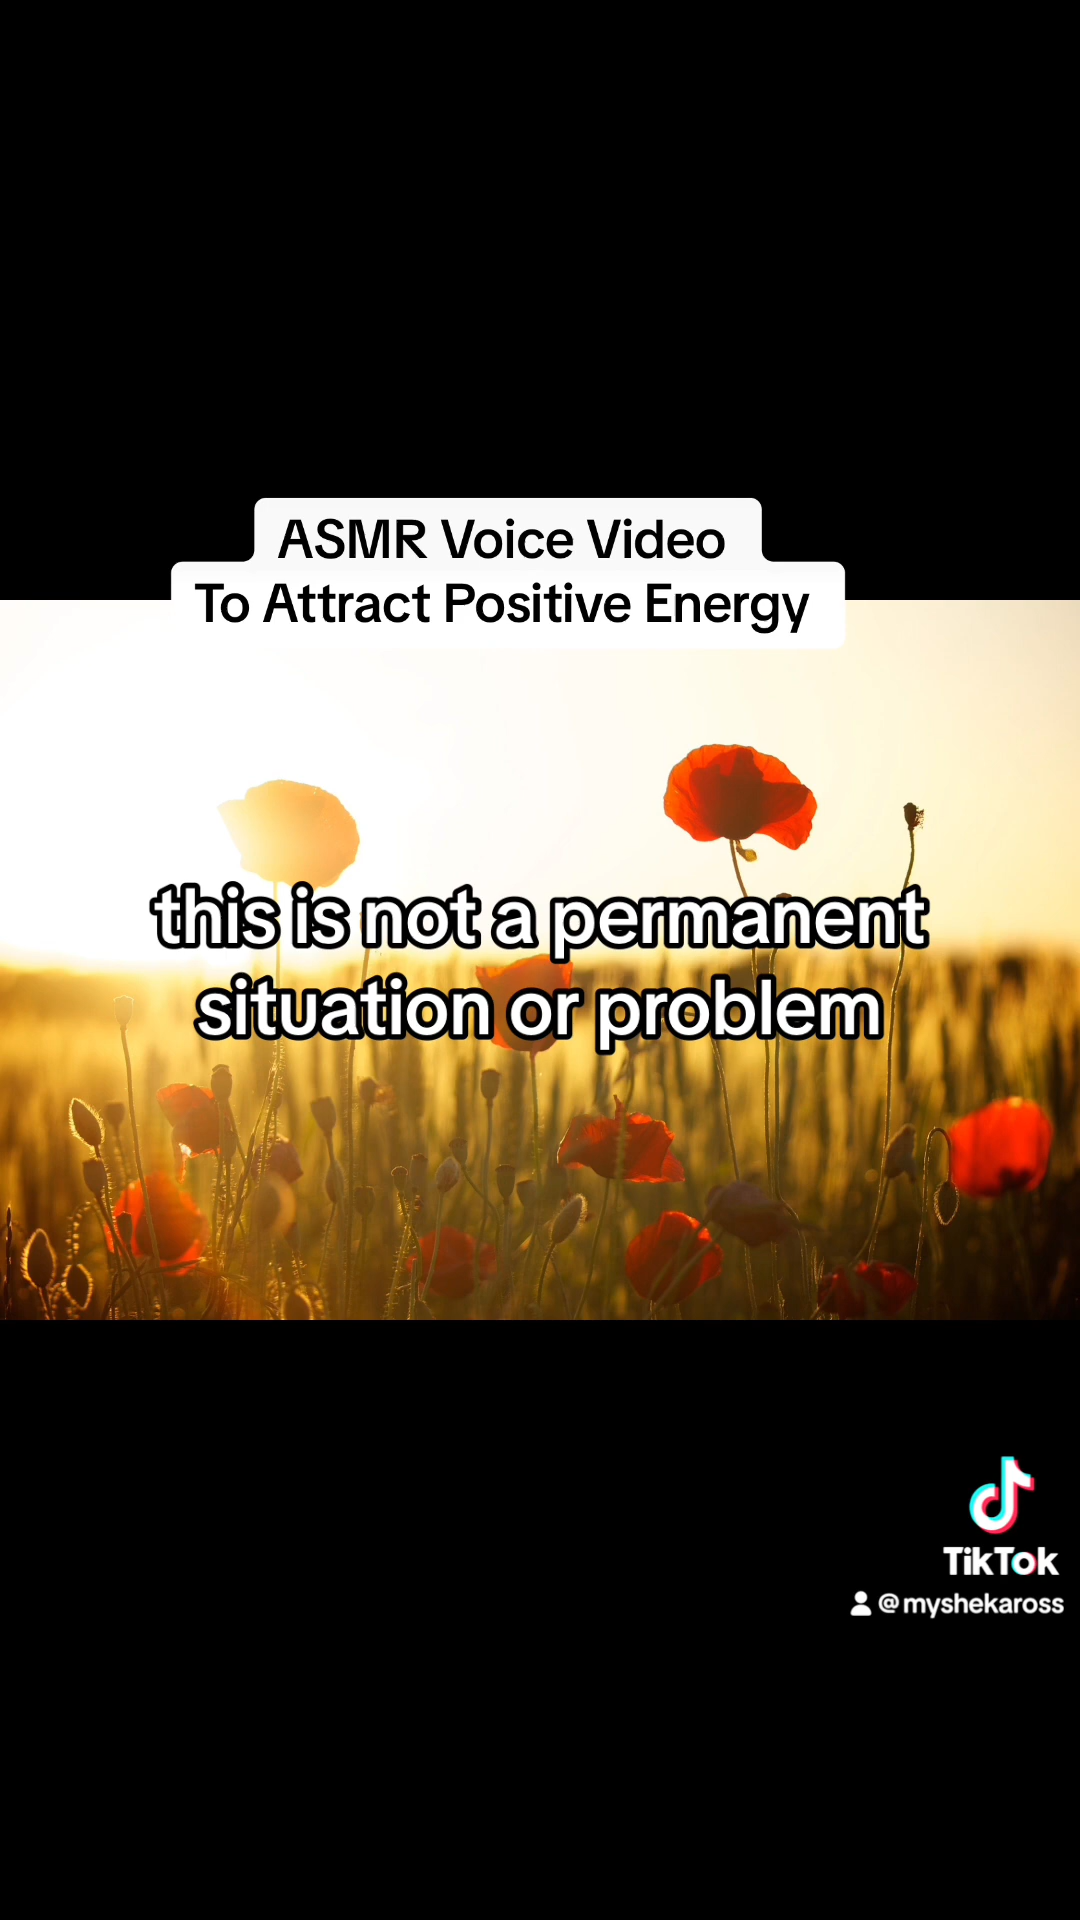 ASMR Voice Video
To Attract Positive Energy
this is not a permanent
situation or problem
TikTok
@myshekaross